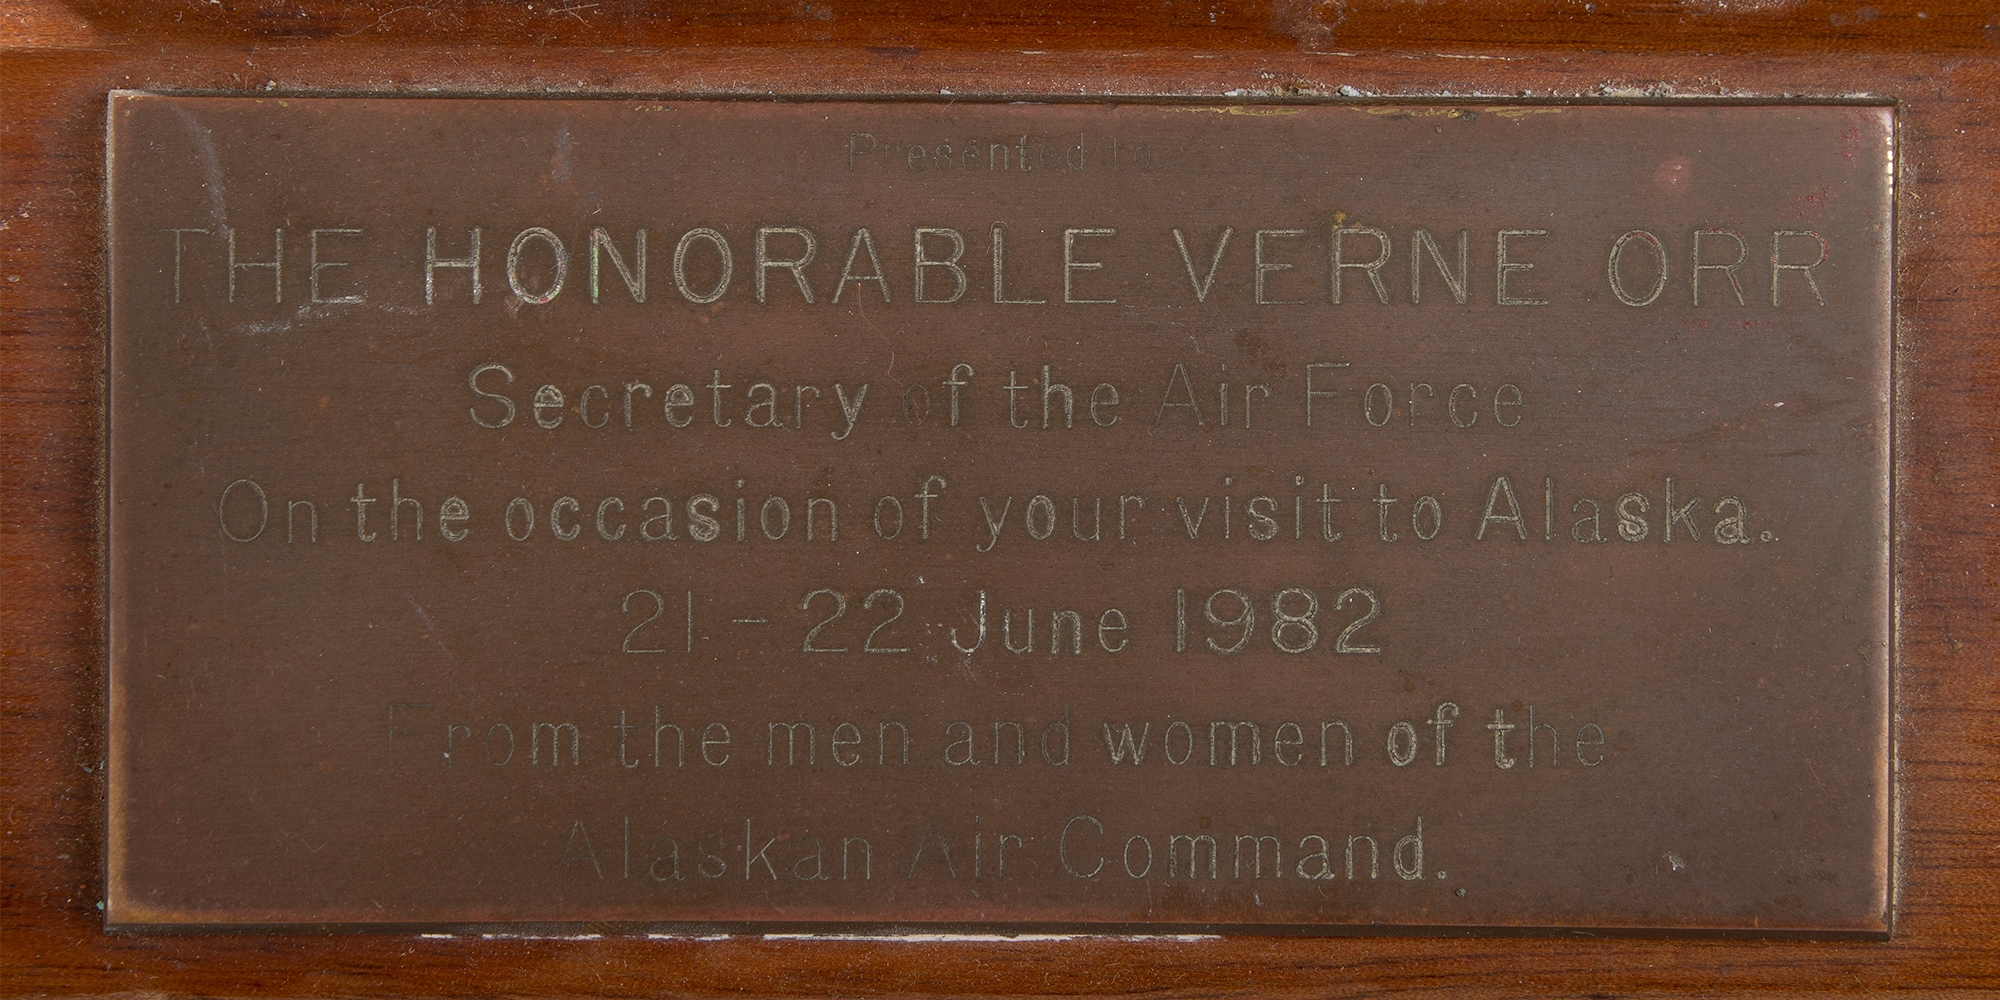 Presented to
THE HONORABLE VERNE ORR
Secretary of the Air Force
On the occasion of your visit to Alaska.
21 - 22 June 1982
From the men and women of the
Alaskan Air Command.